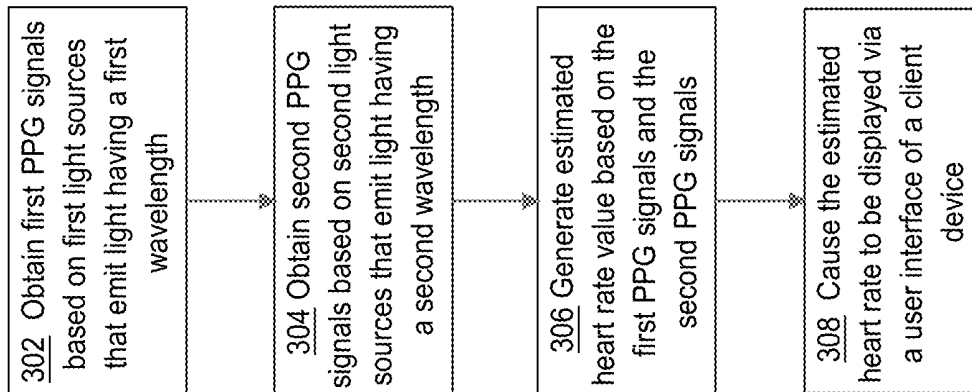 302 Obtain first PPG signals
based on first light sources
that emit light having a first
wavelength
304 Obtain second PPG
signals based on second light
sources that emit light having
a second wavelength
306 Generate estimated
heart rate value based on the
first PPG signals and the
second PPG signals
308 Cause the estimated
heart rate to be displayed via
a user interface of a client
device